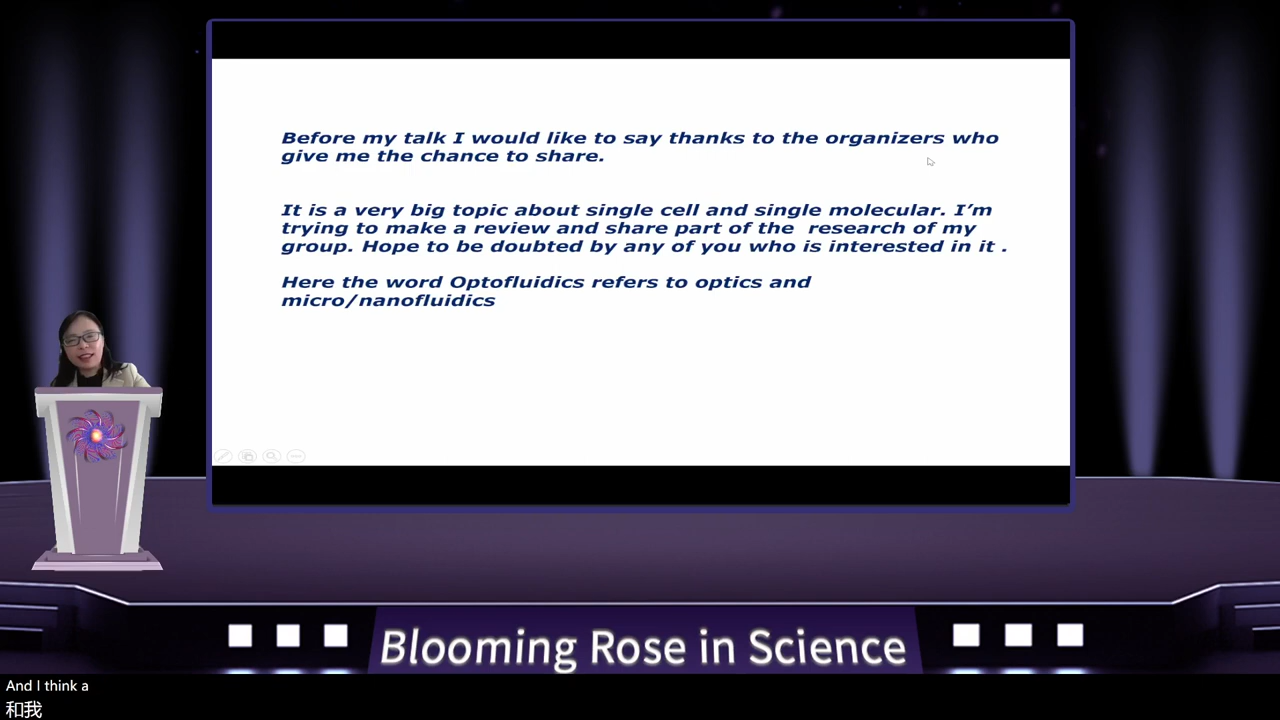 Before my talk I would like to say thanks to the organizers who
give me the chance to share.
It is a very big topic about single cell and single molecular. I’m
trying to make a review and share part of the research of my
group. Hope to be doubted by any of you who is interested in it .
Here the word Optofluidics refers to optics and
micro/nanofluidics
Blooming Rose in Science
And I think a
和我